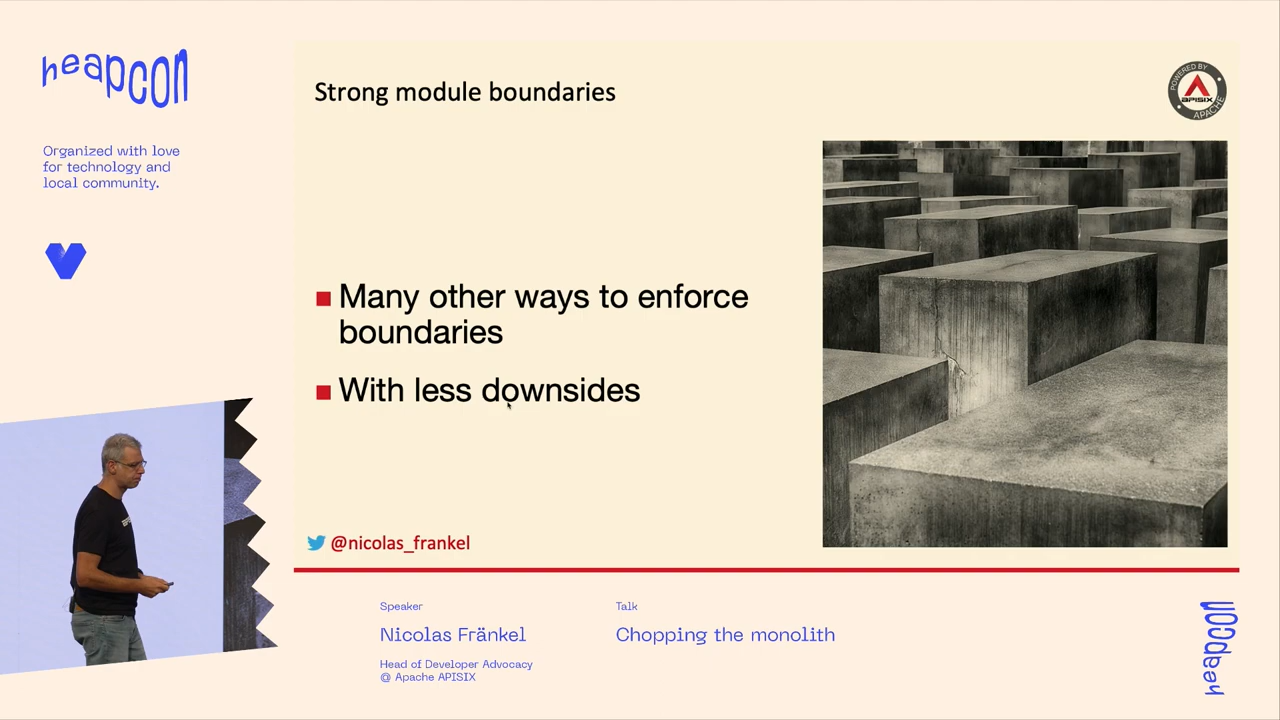 heapcon
Organized with love
for technology and
local community.
Strong module boundaries
POWERED BY
APISIX
APACHE
Many other ways to enforce
boundaries
With less downsides
@nicolas_frankel
Speaker
Nicolas Fränkel
Head of Developer Advocacy
@ Apache APISIX
Talk
Chopping the monolith
heapcon